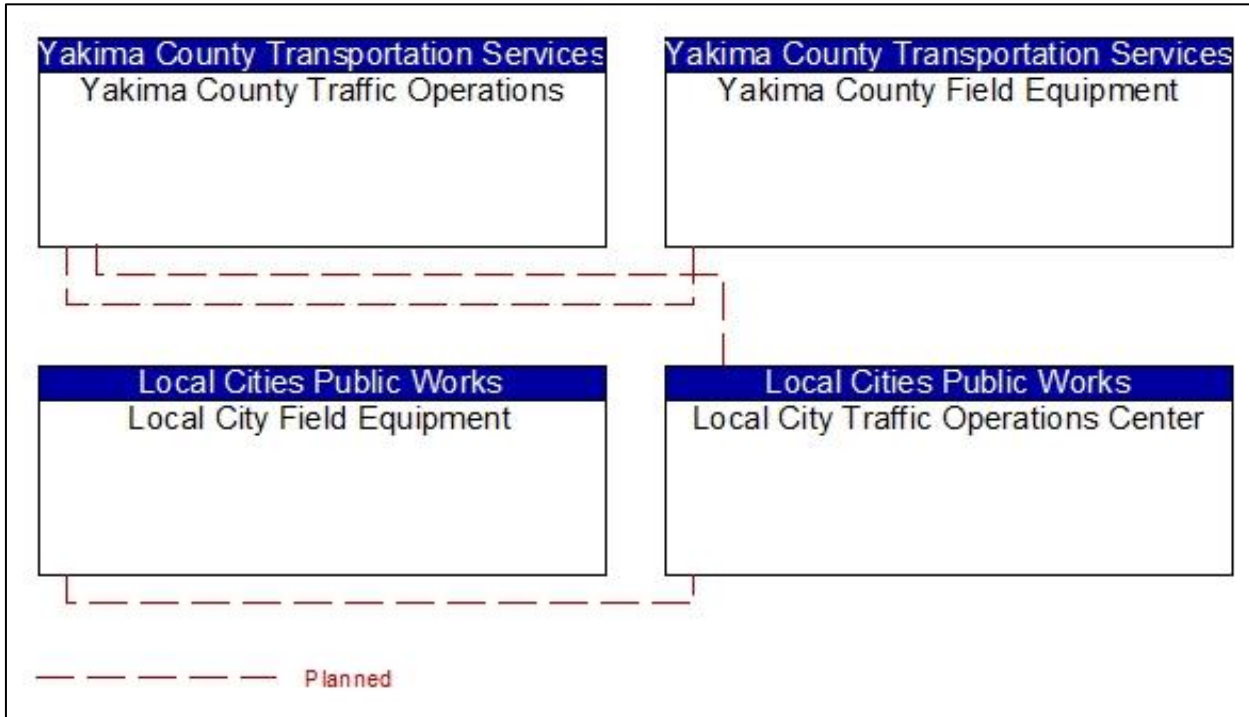 Yakima County Transportation Services
Yakima County Traffic Operations
Yakima County Transportation Services
Yakima County Field Equipment
Local Cities Public Works
Local City Field Equipment
Local Cities Public Works
Local City Traffic Operations Center
Planned